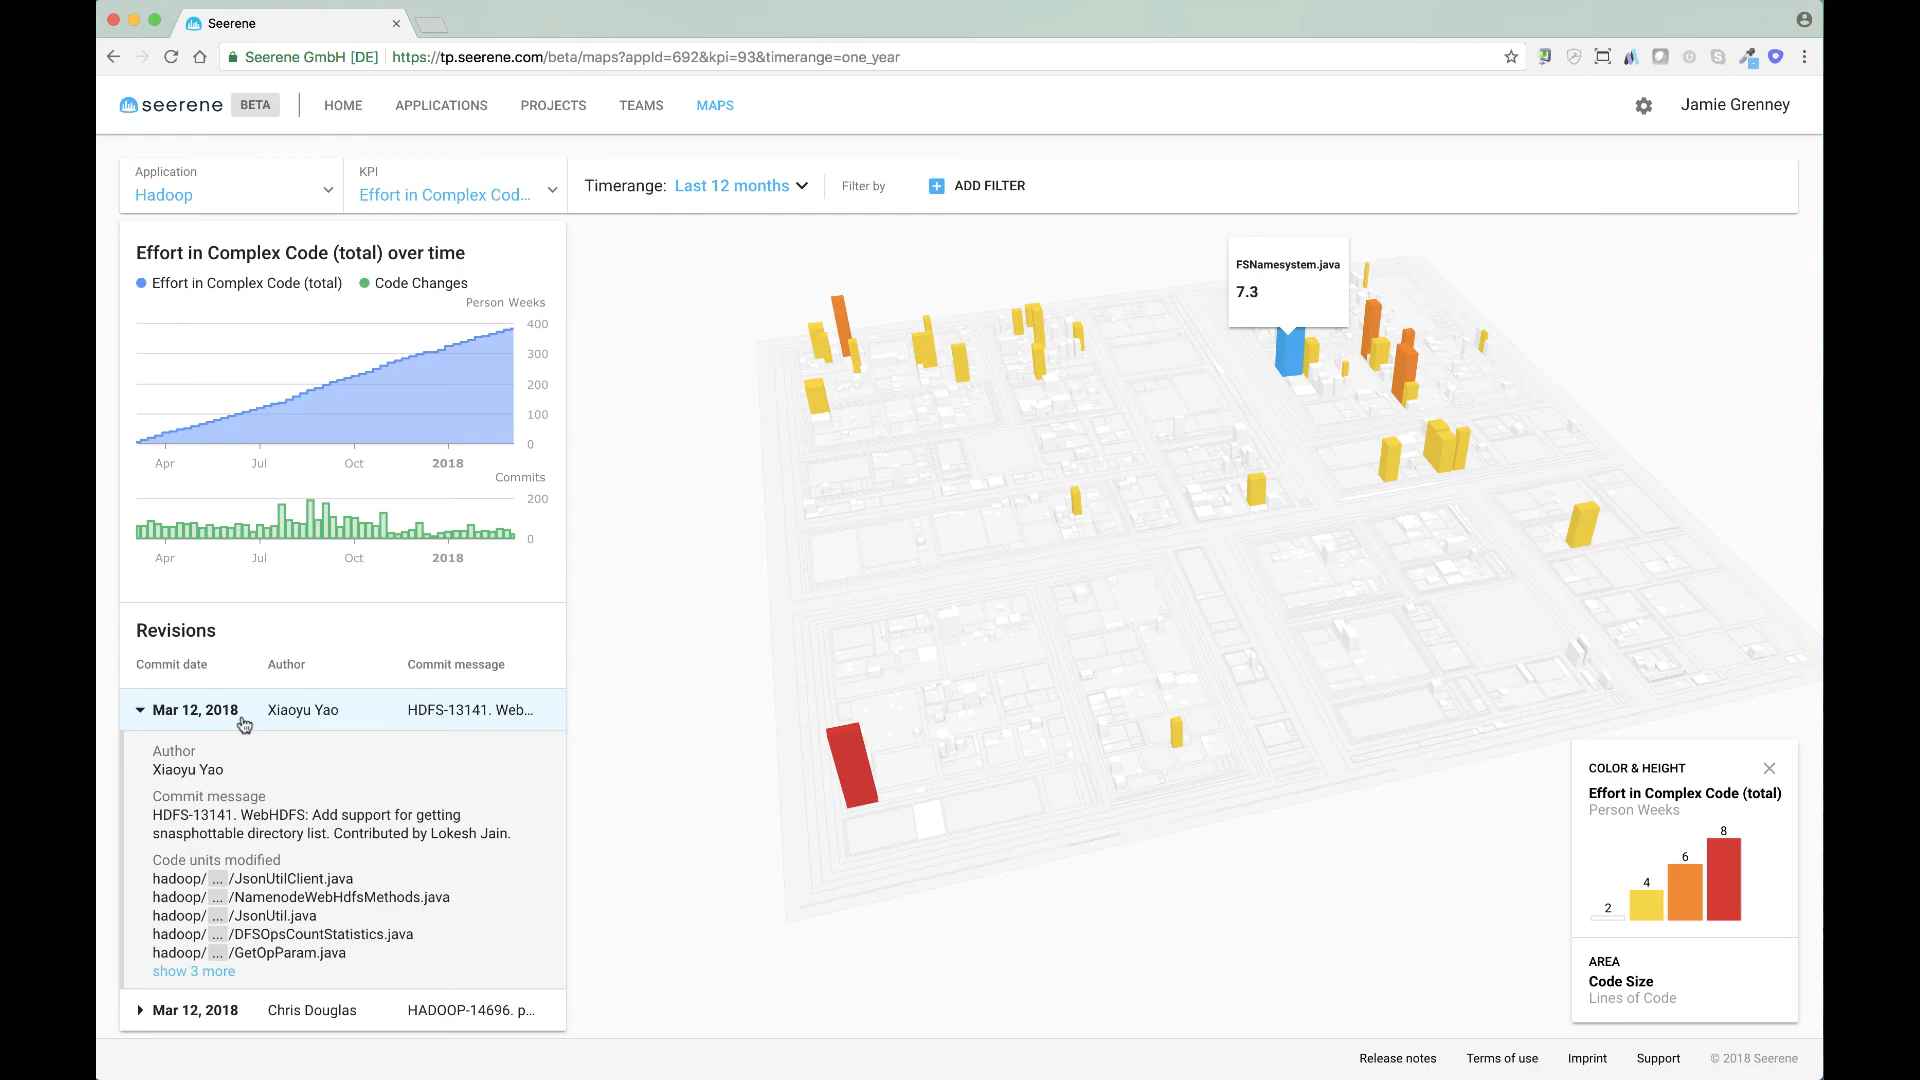 Seerene
Seerene GmbH [DE]
https://tp.seerene.com/beta/maps?appId=692&kpi=93&timerange=one_year
seerene
BETA
HOME
APPLICATIONS
PROJECTS
TEAMS
MAPS
Jamie Grenney
Application
Hadoop
KPI
Effort in Complex Cod...
Timerange: Last 12 months
Filter by
ADD FILTER
Effort in Complex Code (total) over time
Effort in Complex Code (total)
Code Changes
Person Weeks
400
300
200
100
0
Apr
Jul
Oct
2018
Commits
200
0
Apr
Jul
Oct
2018
Revisions
Commit date
Author
Commit message
Mar 12, 2018
Xiaoyu Yao
HDFS-13141. Web...
Author
Xiaoyu Yao
Commit message
HDFS-13141. WebHDFS: Add support for getting
snasphottable directory list. Contributed by Lokesh Jain.
Code units modified
hadoop/ ... /JsonUtilClient.java
hadoop/ ... /NamenodeWebHdfsMethods.java
hadoop/ ... /JsonUtil.java
hadoop/ ... /DFSOpsCountStatistics.java
hadoop/ ... /GetOpParam.java
show 3 more
Mar 12, 2018
Chris Douglas
HADOOP-14696. p...
FSNamesystem.java
7.3
COLOR & HEIGHT
Effort in Complex Code (total)
Person Weeks
2
4
6
8
AREA
Code Size
Lines of Code
Release notes
Terms of use
Imprint
Support
© 2018 Seerene